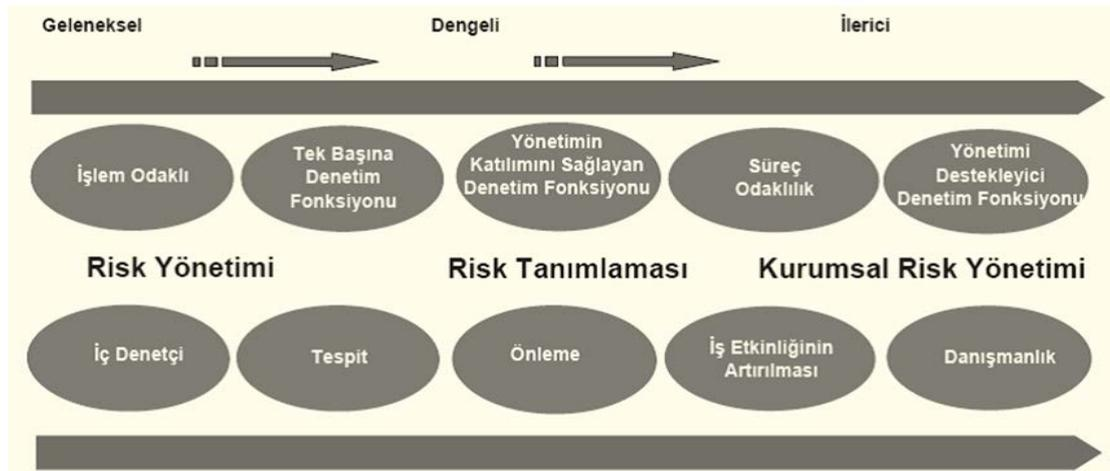 Geleneksel
Dengeli
İlerici
İşlem Odaklı
Tek Başına
Denetim
Fonksiyonu
Yönetimin
Katılımını Sağlayan
Denetim Fonksiyonu
Süreç
Odaklılık
Yönetimi
Destekleyici
Denetim Fonksiyonu
Risk Yönetimi
Risk Tanımlaması
Kurumsal Risk Yönetimi
İç Denetçi
Tespit
Önleme
İş Etkinliğinin
Artırılması
Danışmanlık